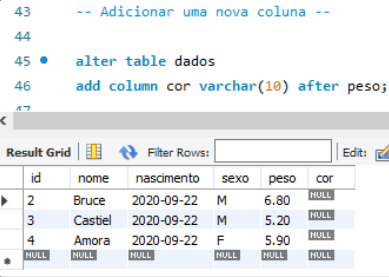 43 -- Adicionar uma nova coluna --
44
45 alter table dados
46 add column cor varchar(10) after peso;
47
Result Grid Filter Rows: Edit:
id nome nascimento sexo peso cor
2 Bruce 2020-09-22 M 6.80 NULL
3 Castiel 2020-09-22 M 5.20 NULL
4 Amora 2020-09-22 F 5.90 NULL
NULL NULL NULL NULL NULL NULL